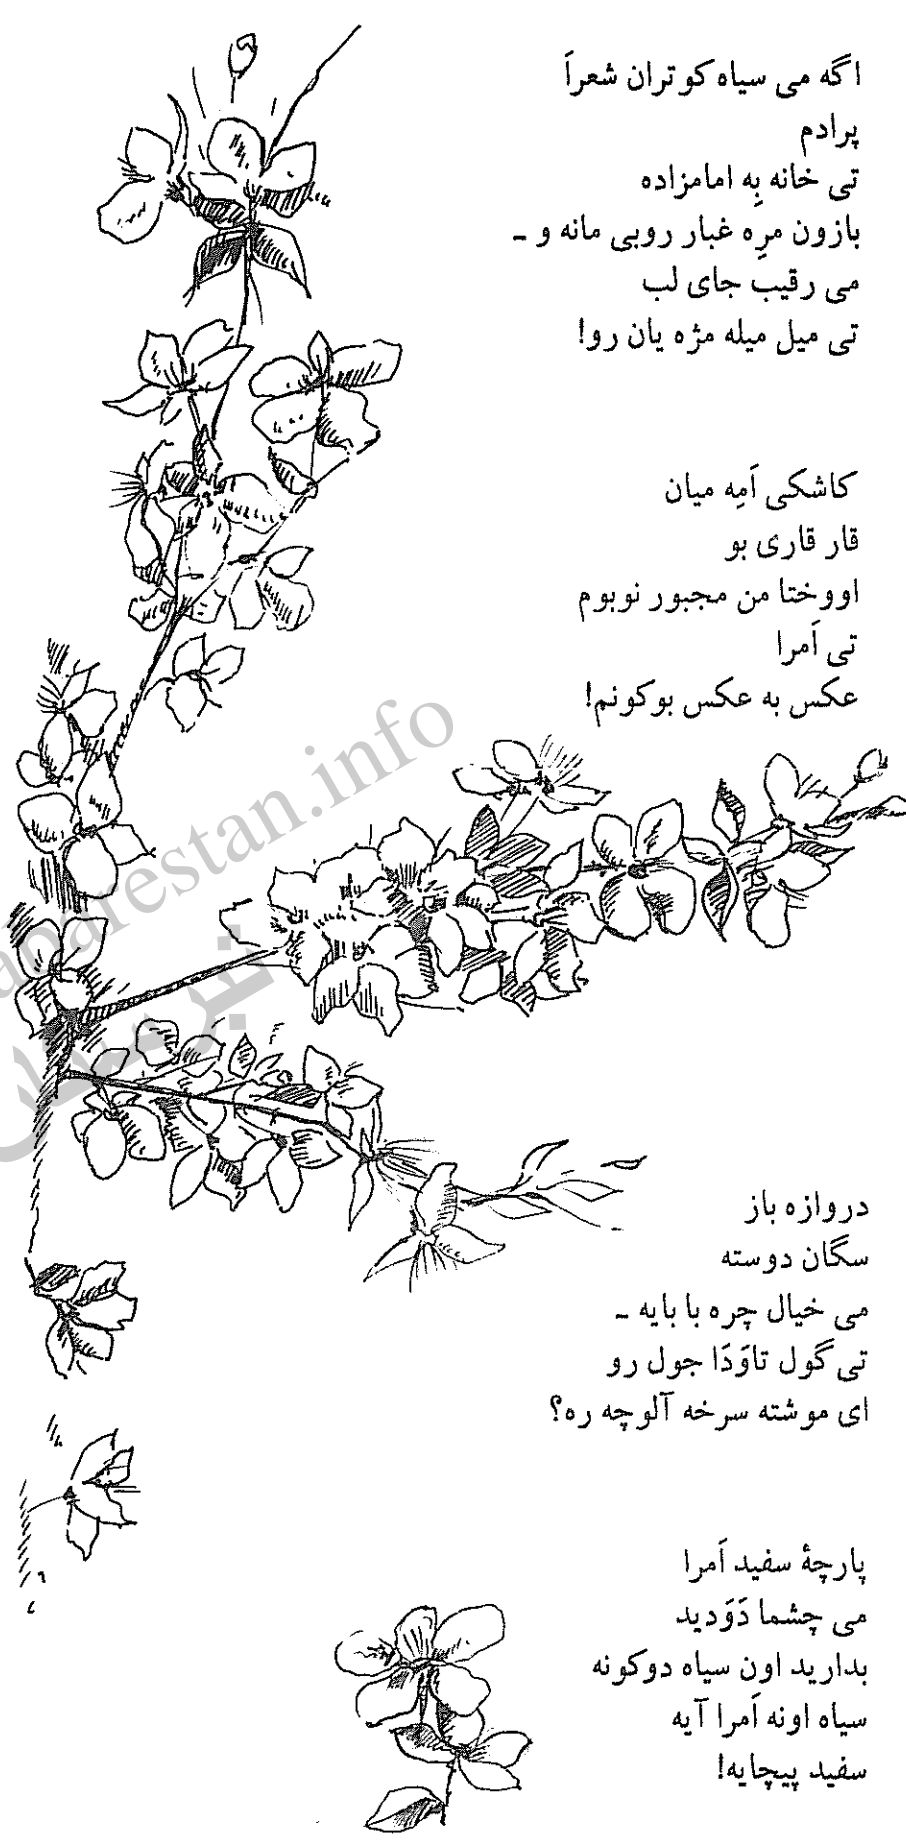 اگه می سیاه کوتران شعراَ
پرادم
تی خانه بِه امامزاده
بازون مرِه غبار روبی مانه و ـ
می رقیب جای لب
تی میل میله مژه یان رو!
کاشکی اَمِه میان
قار قاری بو
اووختا من مجبور نوبوم
تی اَمرا
عکس به عکس بوکونم!
دروازه باز
سگان دوسته
می خیال چره با بایه ـ
تی گول تاوَدَا جول رو
ای موشته سرخه آلوچه ره؟
پارچهٔ سفید اَمرا
می چشما دَوَدید
بدارید اون سیاه دوکونه
سیاه اونه اَمرا آیه
سفید پیچایه!
tabarestan.info
تبرستان